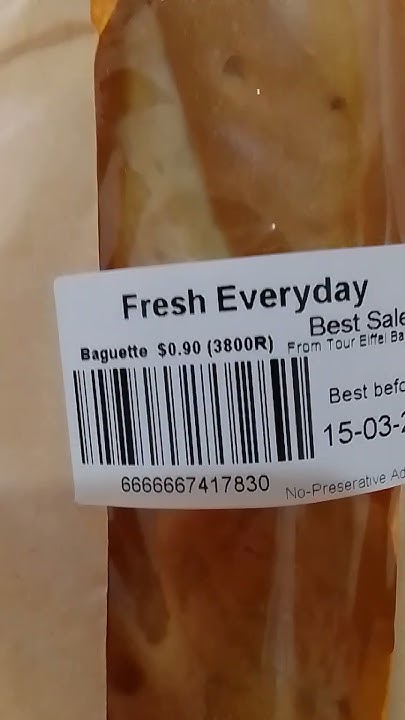 Fresh Everyday
Best Sale
Baguette $0.90 (3800R)
From Tour Eiffel Ba
Best befo
15-03-2
6666667417830
No-Preserative Ad